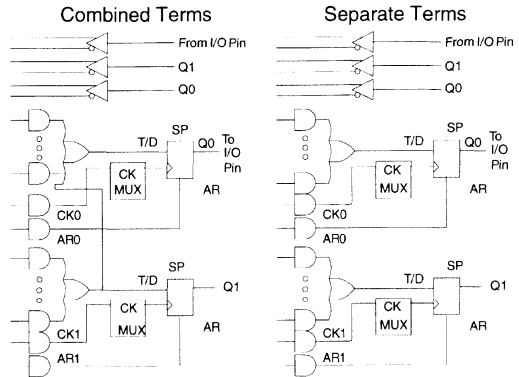 Combined Terms
From I/O Pin
Q1
Q0
SP
T/D
Q0
To
I/O
Pin
CK
MUX
AR
CK0
AR0
SP
T/D
Q1
CK
MUX
CK1
AR
AR1
Separate Terms
From I/O Pin
Q1
Q0
SP
T/D
Q0
To
I/O
Pin
CK
MUX
AR
CK0
AR0
SP
T/D
Q1
CK
MUX
CK1
AR
AR1